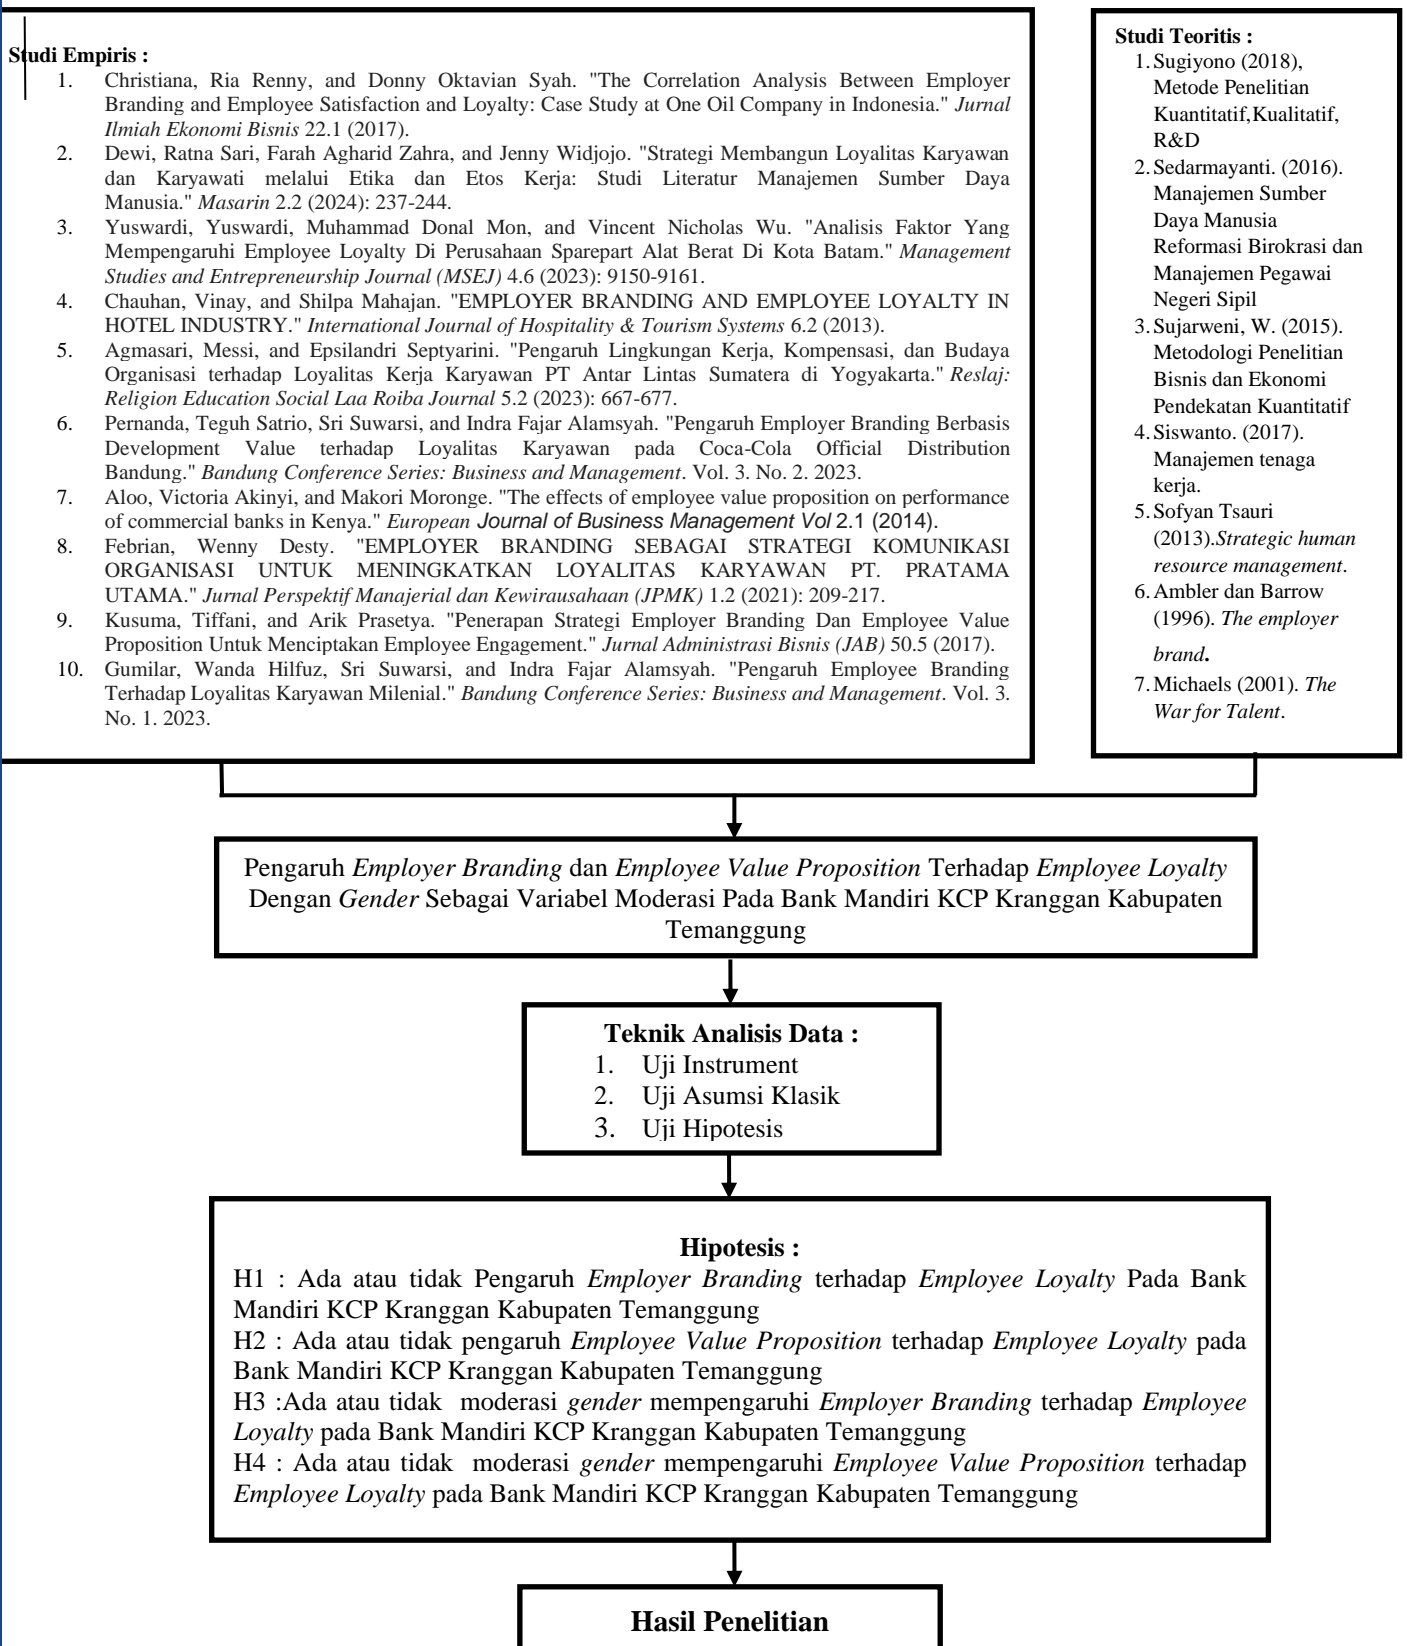 Studi Empiris :
1. Christiana, Ria Renny, and Donny Oktavian Syah. "The Correlation Analysis Between Employer
Branding and Employee Satisfaction and Loyalty: Case Study at One Oil Company in Indonesia." Jurnal
Ilmiah Ekonomi Bisnis 22.1 (2017).
2. Dewi, Ratna Sari, Farah Agharid Zahra, and Jenny Widjojo. "Strategi Membangun Loyalitas Karyawan
dan Karyawati melalui Etika dan Etos Kerja: Studi Literatur Manajemen Sumber Daya
Manusia." Masarin 2.2 (2024): 237-244.
3. Yuswardi, Yuswardi, Muhammad Donal Mon, and Vincent Nicholas Wu. "Analisis Faktor Yang
Mempengaruhi Employee Loyalty Di Perusahaan Sparepart Alat Berat Di Kota Batam." Management
Studies and Entrepreneurship Journal (MSEJ) 4.6 (2023): 9150-9161.
4. Chauhan, Vinay, and Shilpa Mahajan. "EMPLOYER BRANDING AND EMPLOYEE LOYALTY IN
HOTEL INDUSTRY." International Journal of Hospitality & Tourism Systems 6.2 (2013).
5. Agmasari, Messi, and Epsilandri Septyarini. "Pengaruh Lingkungan Kerja, Kompensasi, dan Budaya
Organisasi terhadap Loyalitas Kerja Karyawan PT Antar Lintas Sumatera di Yogyakarta." Reslaj:
Religion Education Social Laa Roiba Journal 5.2 (2023): 667-677.
6. Pernanda, Teguh Satrio, Sri Suwarsi, and Indra Fajar Alamsyah. "Pengaruh Employer Branding Berbasis
Development Value terhadap Loyalitas Karyawan pada Coca-Cola Official Distribution
Bandung." Bandung Conference Series: Business and Management. Vol. 3. No. 2. 2023.
7. Aloo, Victoria Akinyi, and Makori Moronge. "The effects of employee value proposition on performance
of commercial banks in Kenya." European Journal of Business Management Vol 2.1 (2014).
8. Febrian, Wenny Desty. "EMPLOYER BRANDING SEBAGAI STRATEGI KOMUNIKASI
ORGANISASI UNTUK MENINGKATKAN LOYALITAS KARYAWAN PT. PRATAMA
UTAMA." Jurnal Perspektif Manajerial dan Kewirausahaan (JPMK) 1.2 (2021): 209-217.
9. Kusuma, Tiffani, and Arik Prasetya. "Penerapan Strategi Employer Branding Dan Employee Value
Proposition Untuk Menciptakan Employee Engagement." Jurnal Administrasi Bisnis (JAB) 50.5 (2017).
10. Gumilar, Wanda Hilfuz, Sri Suwarsi, and Indra Fajar Alamsyah. "Pengaruh Employee Branding
Terhadap Loyalitas Karyawan Milenial." Bandung Conference Series: Business and Management. Vol. 3.
No. 1. 2023.
Studi Teoritis :
1. Sugiyono (2018),
Metode Penelitian
Kuantitatif,Kualitatif,
R&D
2. Sedarmayanti. (2016).
Manajemen Sumber
Daya Manusia
Reformasi Birokrasi dan
Manajemen Pegawai
Negeri Sipil
3. Sujarweni, W. (2015).
Metodologi Penelitian
Bisnis dan Ekonomi
Pendekatan Kuantitatif
4. Siswanto. (2017).
Manajemen tenaga
kerja.
5. Sofyan Tsauri
(2013).Strategic human
resource management.
6. Ambler dan Barrow
(1996). The employer
brand.
7. Michaels (2001). The
War for Talent.
Pengaruh Employer Branding dan Employee Value Proposition Terhadap Employee Loyalty
Dengan Gender Sebagai Variabel Moderasi Pada Bank Mandiri KCP Kranggan Kabupaten
Temanggung
Teknik Analisis Data :
1. Uji Instrument
2. Uji Asumsi Klasik
3. Uji Hipotesis
Hipotesis :
H1 : Ada atau tidak Pengaruh Employer Branding terhadap Employee Loyalty Pada Bank
Mandiri KCP Kranggan Kabupaten Temanggung
H2 : Ada atau tidak pengaruh Employee Value Proposition terhadap Employee Loyalty pada
Bank Mandiri KCP Kranggan Kabupaten Temanggung
H3 :Ada atau tidak moderasi gender mempengaruhi Employer Branding terhadap Employee
Loyalty pada Bank Mandiri KCP Kranggan Kabupaten Temanggung
H4 : Ada atau tidak moderasi gender mempengaruhi Employee Value Proposition terhadap
Employee Loyalty pada Bank Mandiri KCP Kranggan Kabupaten Temanggung
Hasil Penelitian